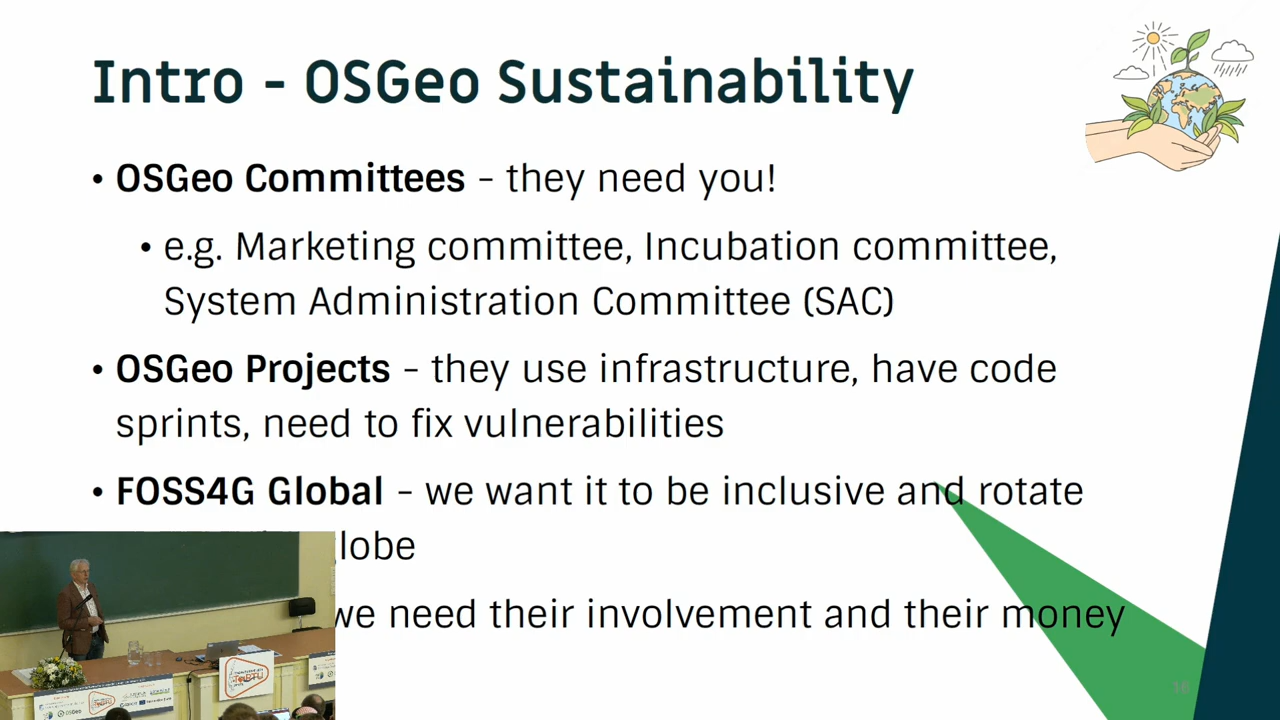 Intro - OSGeo Sustainability
• OSGeo Committees – they need you!
• e.g. Marketing committee, Incubation committee,
System Administration Committee (SAC)
• OSGeo Projects – they use infrastructure, have code
sprints, need to fix vulnerabilities
• FOSS4G Global – we want it to be inclusive and rotate
lobe
we need their involvement and their money
16
OSGeo